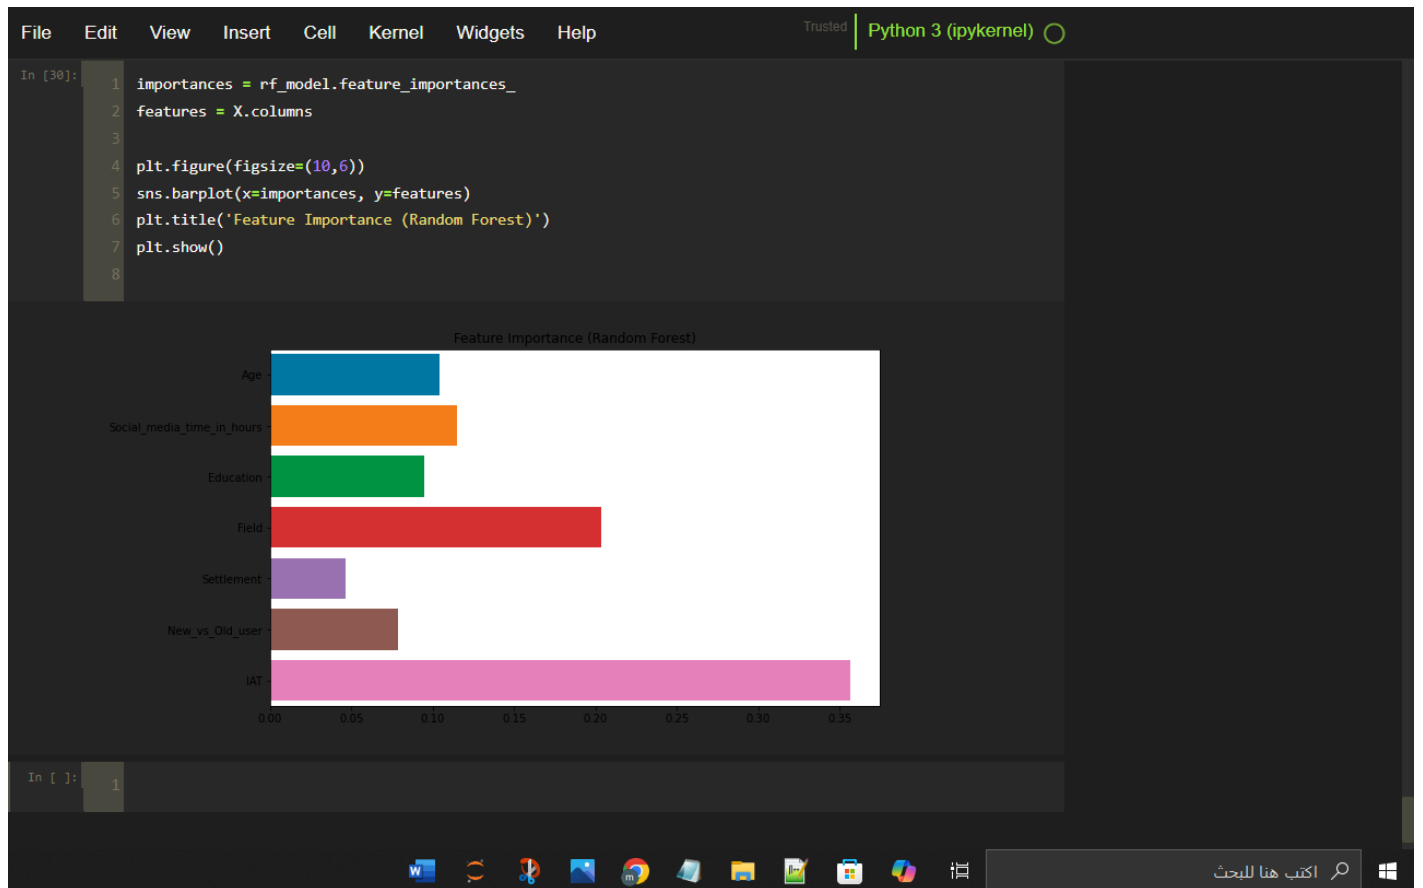 File Edit View Insert Cell Kernel Widgets Help Trusted Python 3 (ipykernel)
In [30]:
1 importances = rf_model.feature_importances_
2 features = X.columns
3
4 plt.figure(figsize=(10,6))
5 sns.barplot(x=importances, y=features)
6 plt.title('Feature Importance (Random Forest)')
7 plt.show()
8
Feature Importance (Random Forest)
Age
Social_media_time_in_hours
Education
Field
Settlement
New_vs_Old_user
IAT
0.00 0.05 0.10 0.15 0.20 0.25 0.30 0.35
In [ ]: 1
اكتب هنا للبحث